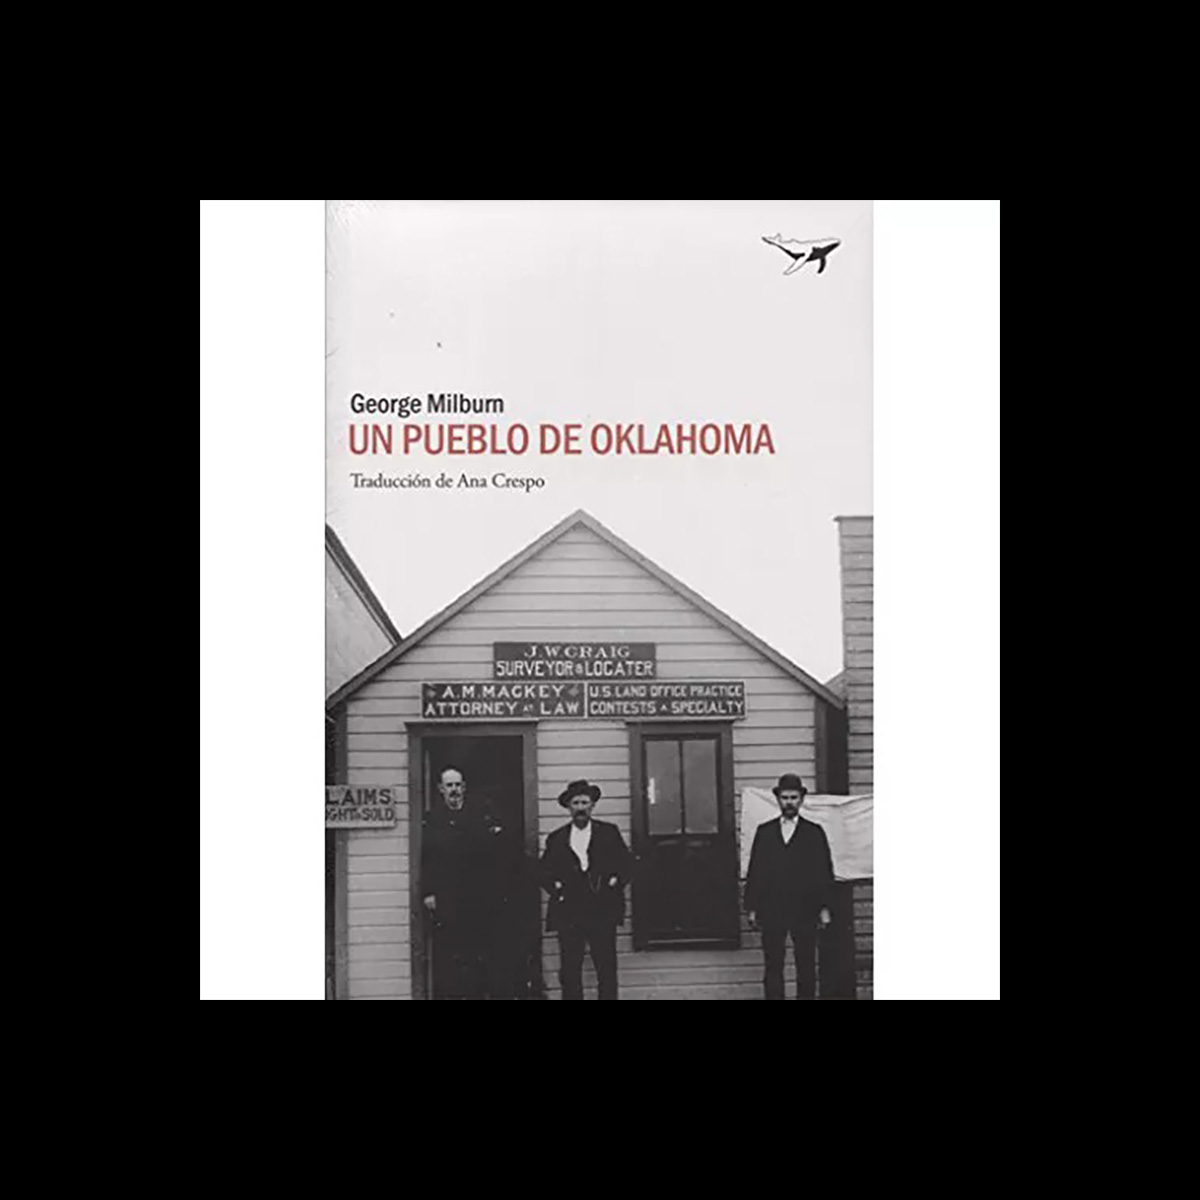 George Milburn
UN PUEBLO DE OKLAHOMA
Traducción de Ana Crespo
J.W.CRAIG
SURVEYOR & LOCATER
A.M.MACKEY
ATTORNEY AT LAW
U.S. LAND OFFICE PRACTICE
CONTESTS A SPECIALTY
LAIMS
GHT & SOLD